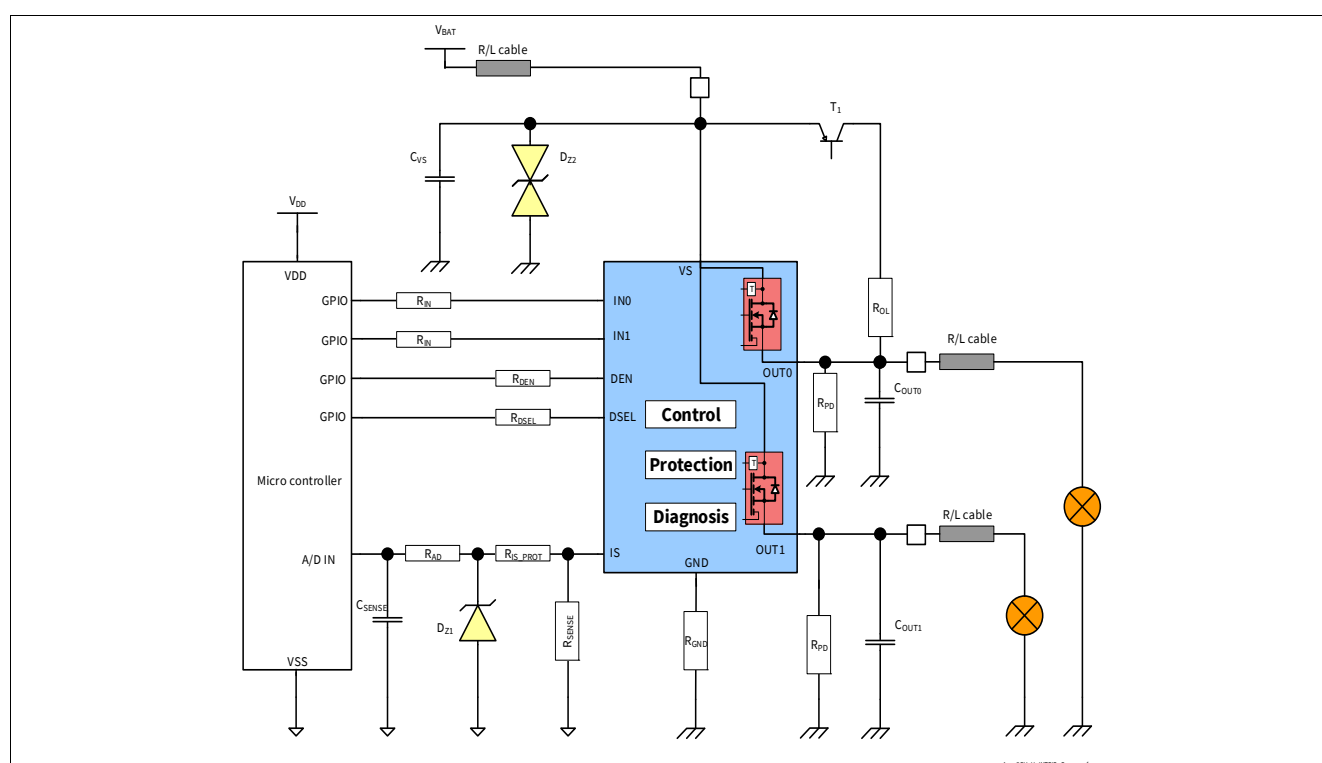 VBAT
R/L cable
T1
CVS
DZ2
VDD
VDD
VS
GPIO
RIN
IN0
T
ROL
GPIO
RIN
IN1
R/L cable
OUT0
GPIO
RDEN
DEN
RPD
COUT0
GPIO
RDSEL
DSEL
Control
Protection
T
Micro controller
Diagnosis
R/L cable
OUT1
A/D IN
RAD
RIS_PROT
IS
GND
CSENSE
DZ1
RSENSE
RGND
RPD
COUT1
VSS